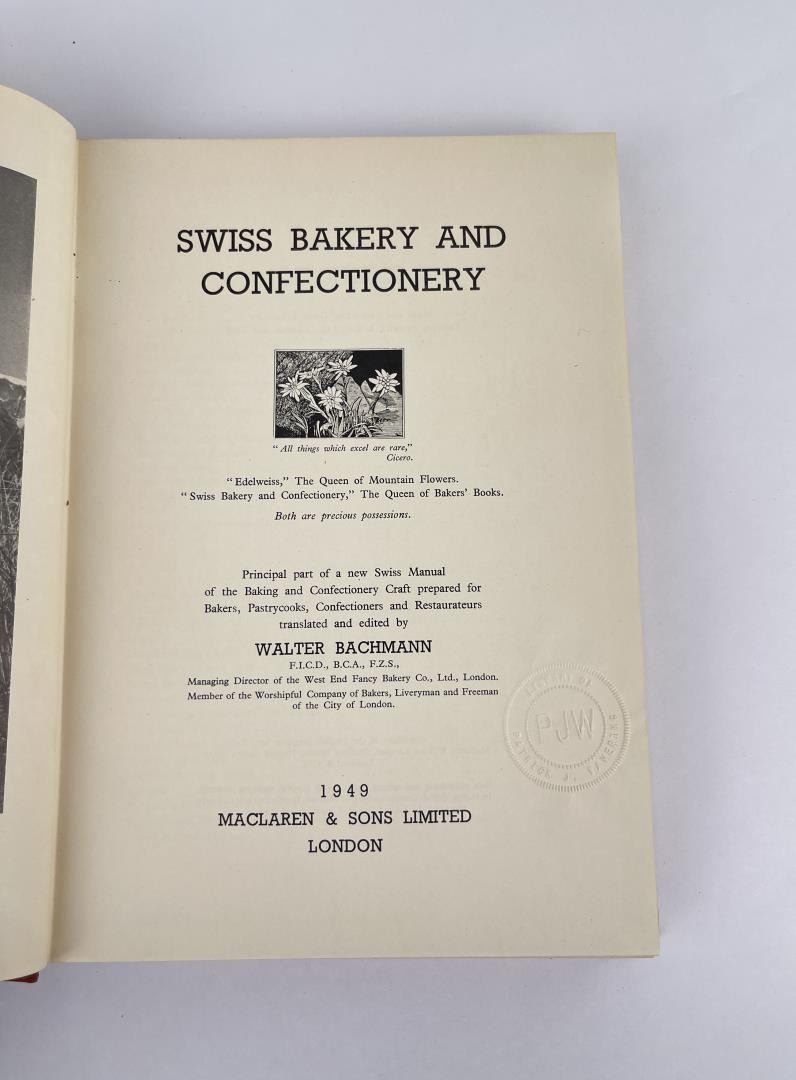 SWISS BAKERY AND
CONFECTIONERY
"All things which excel are rare,"
Cicero.
"Edelweiss," The Queen of Mountain Flowers.
"Swiss Bakery and Confectionery," The Queen of Bakers' Books.
Both are precious possessions.
Principal part of a new Swiss Manual
of the Baking and Confectionery Craft prepared for
Bakers, Pastrycooks, Confectioners and Restaurateurs
translated and edited by
WALTER BACHMANN
F.I.C.D., B.C.A., F.Z.S.,
Managing Director of the West End Fancy Bakery Co., Ltd., London.
Member of the Worshipful Company of Bakers, Liveryman and Freeman
of the City of London.
LIBRARY OF
PJW
PATRICK J.
1949
MACLAREN & SONS LIMITED
LONDON